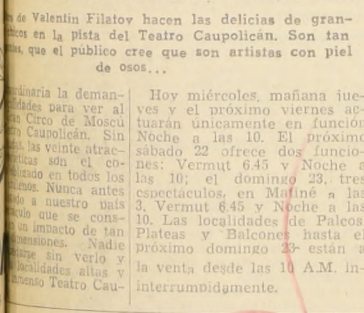 de Valentín Filatov hacen las delicias de gran-
en la pista del Teatro Caupolicán. Son tan
que el público cree que son artistas con piel
de osos...
la deman-
para ver al
Circo de Moscú
Caupolicán. Sin
las veinte atrac-
son el co-
en todos los
Nunca antes
a nuestro país
que se cons-
un impacto de tan
Nadie
sin verlo y
localidades altas y
Teatro Cau-
Hoy miércoles, mañana jue-
ves y el próximo viernes ac-
tuarán únicamente en función
Noche a las 10. El próximo
sábado 22 ofrece dos funcio-
nes: Vermut 6.45 y Noche a
las 10; el domingo 23, tres
espectáculos, en Matiné a las
3, Vermut 6.45 y Noche a las
10. Las localidades de Palcos
Plateas y Balcones hasta el
próximo domingo 23 están a
la venta desde las 10 A.M. in-
interrumpidamente.